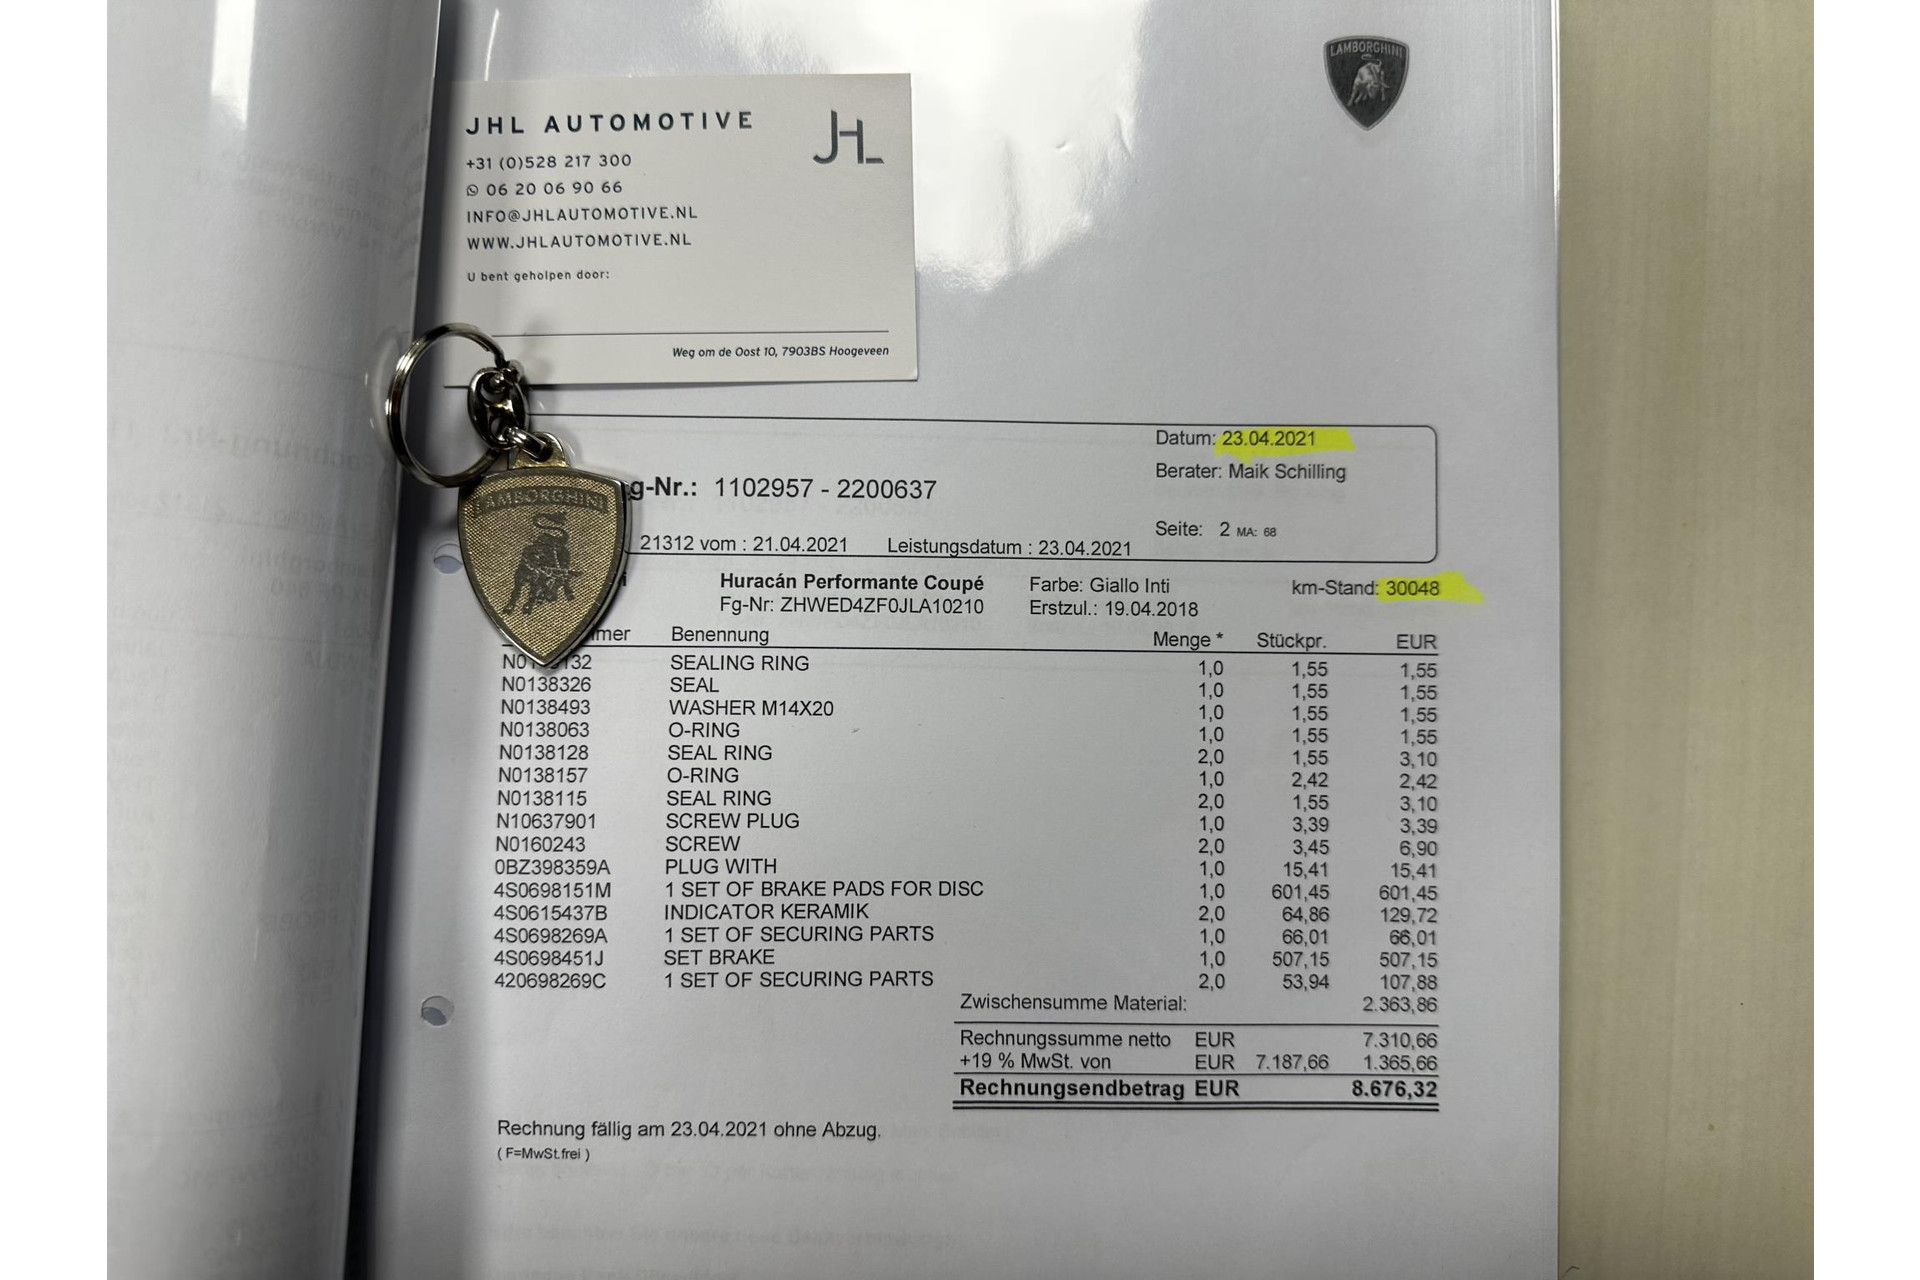 LAMBORGHINI
JHL AUTOMOTIVE
JHL
+31 (0)528 217 300
06 20 06 90 66
INFO@JHLAUTOMOTIVE.NL
WWW.JHLAUTOMOTIVE.NL
U bent geholpen door:
Weg om de Oost 10, 7903BS Hoogeveen
Datum: 23.04.2021
Berater: Maik Schilling
g-Nr.: 1102957 - 2200637
Seite: 2 MA: 68
21312 vom : 21.04.2021 Leistungsdatum : 23.04.2021
LAMBORGHINI
Huracán Performante Coupé Farbe: Giallo Inti km-Stand: 30048
Fg-Nr: ZHWED4ZF0JLA10210 Erstzul.: 19.04.2018
mer Benennung Menge * Stückpr. EUR
SEALING RING 1,0 1,55 1,55
N0138326 SEAL 1,0 1,55 1,55
N0138493 WASHER M14X20 1,0 1,55 1,55
N0138063 O-RING 1,0 1,55 1,55
N0138128 SEAL RING 2,0 1,55 3,10
N0138157 O-RING 1,0 2,42 2,42
N0138115 SEAL RING 2,0 1,55 3,10
N10637901 SCREW PLUG 1,0 3,39 3,39
N0160243 SCREW 2,0 3,45 6,90
0BZ398359A PLUG WITH 1,0 15,41 15,41
4S0698151M 1 SET OF BRAKE PADS FOR DISC 1,0 601,45 601,45
4S0615437B INDICATOR KERAMIK 2,0 64,86 129,72
4S0698269A 1 SET OF SECURING PARTS 1,0 66,01 66,01
4S0698451J SET BRAKE 1,0 507,15 507,15
420698269C 1 SET OF SECURING PARTS 2,0 53,94 107,88
Zwischensumme Material: 2.363,86
Rechnungssumme netto EUR 7.310,66
+19 % MwSt. von EUR 7.187,66 1.365,66
Rechnungsendbetrag EUR 8.676,32
Rechnung fällig am 23.04.2021 ohne Abzug.
( F=MwSt.frei )